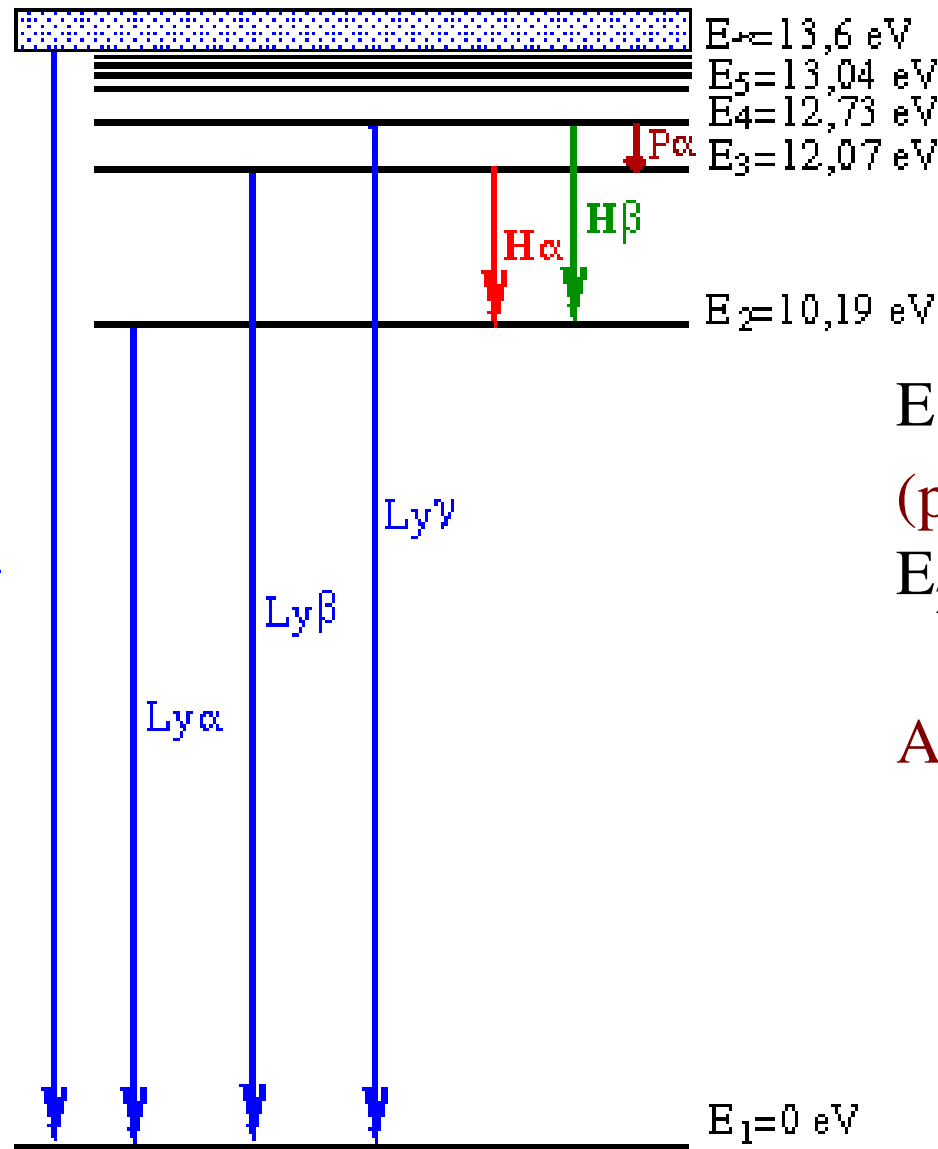 E∞=13,6 eV
E5=13,04 eV
E4=12,73 eV
Pα
E3=12,07 eV
Hβ
Hα
E2=10,19 eV
E
(p
Lyγ
E
Lyβ
Lyα
A
E1=0 eV